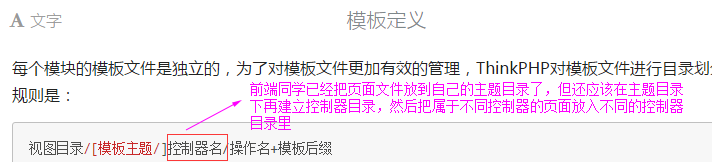 A 文字
模板定义
每个模块的模板文件是独立的，为了对模板文件更加有效的管理，ThinkPHP对模板文件进行目录划
规则是：
前端同学已经把页面文件放到自己的主题目录了，但还应该在主题目录
下再建立控制器目录，然后把属于不同控制器的页面放入不同的控制器
目录里
视图目录/[模板主题/]控制器名/操作名+模板后缀